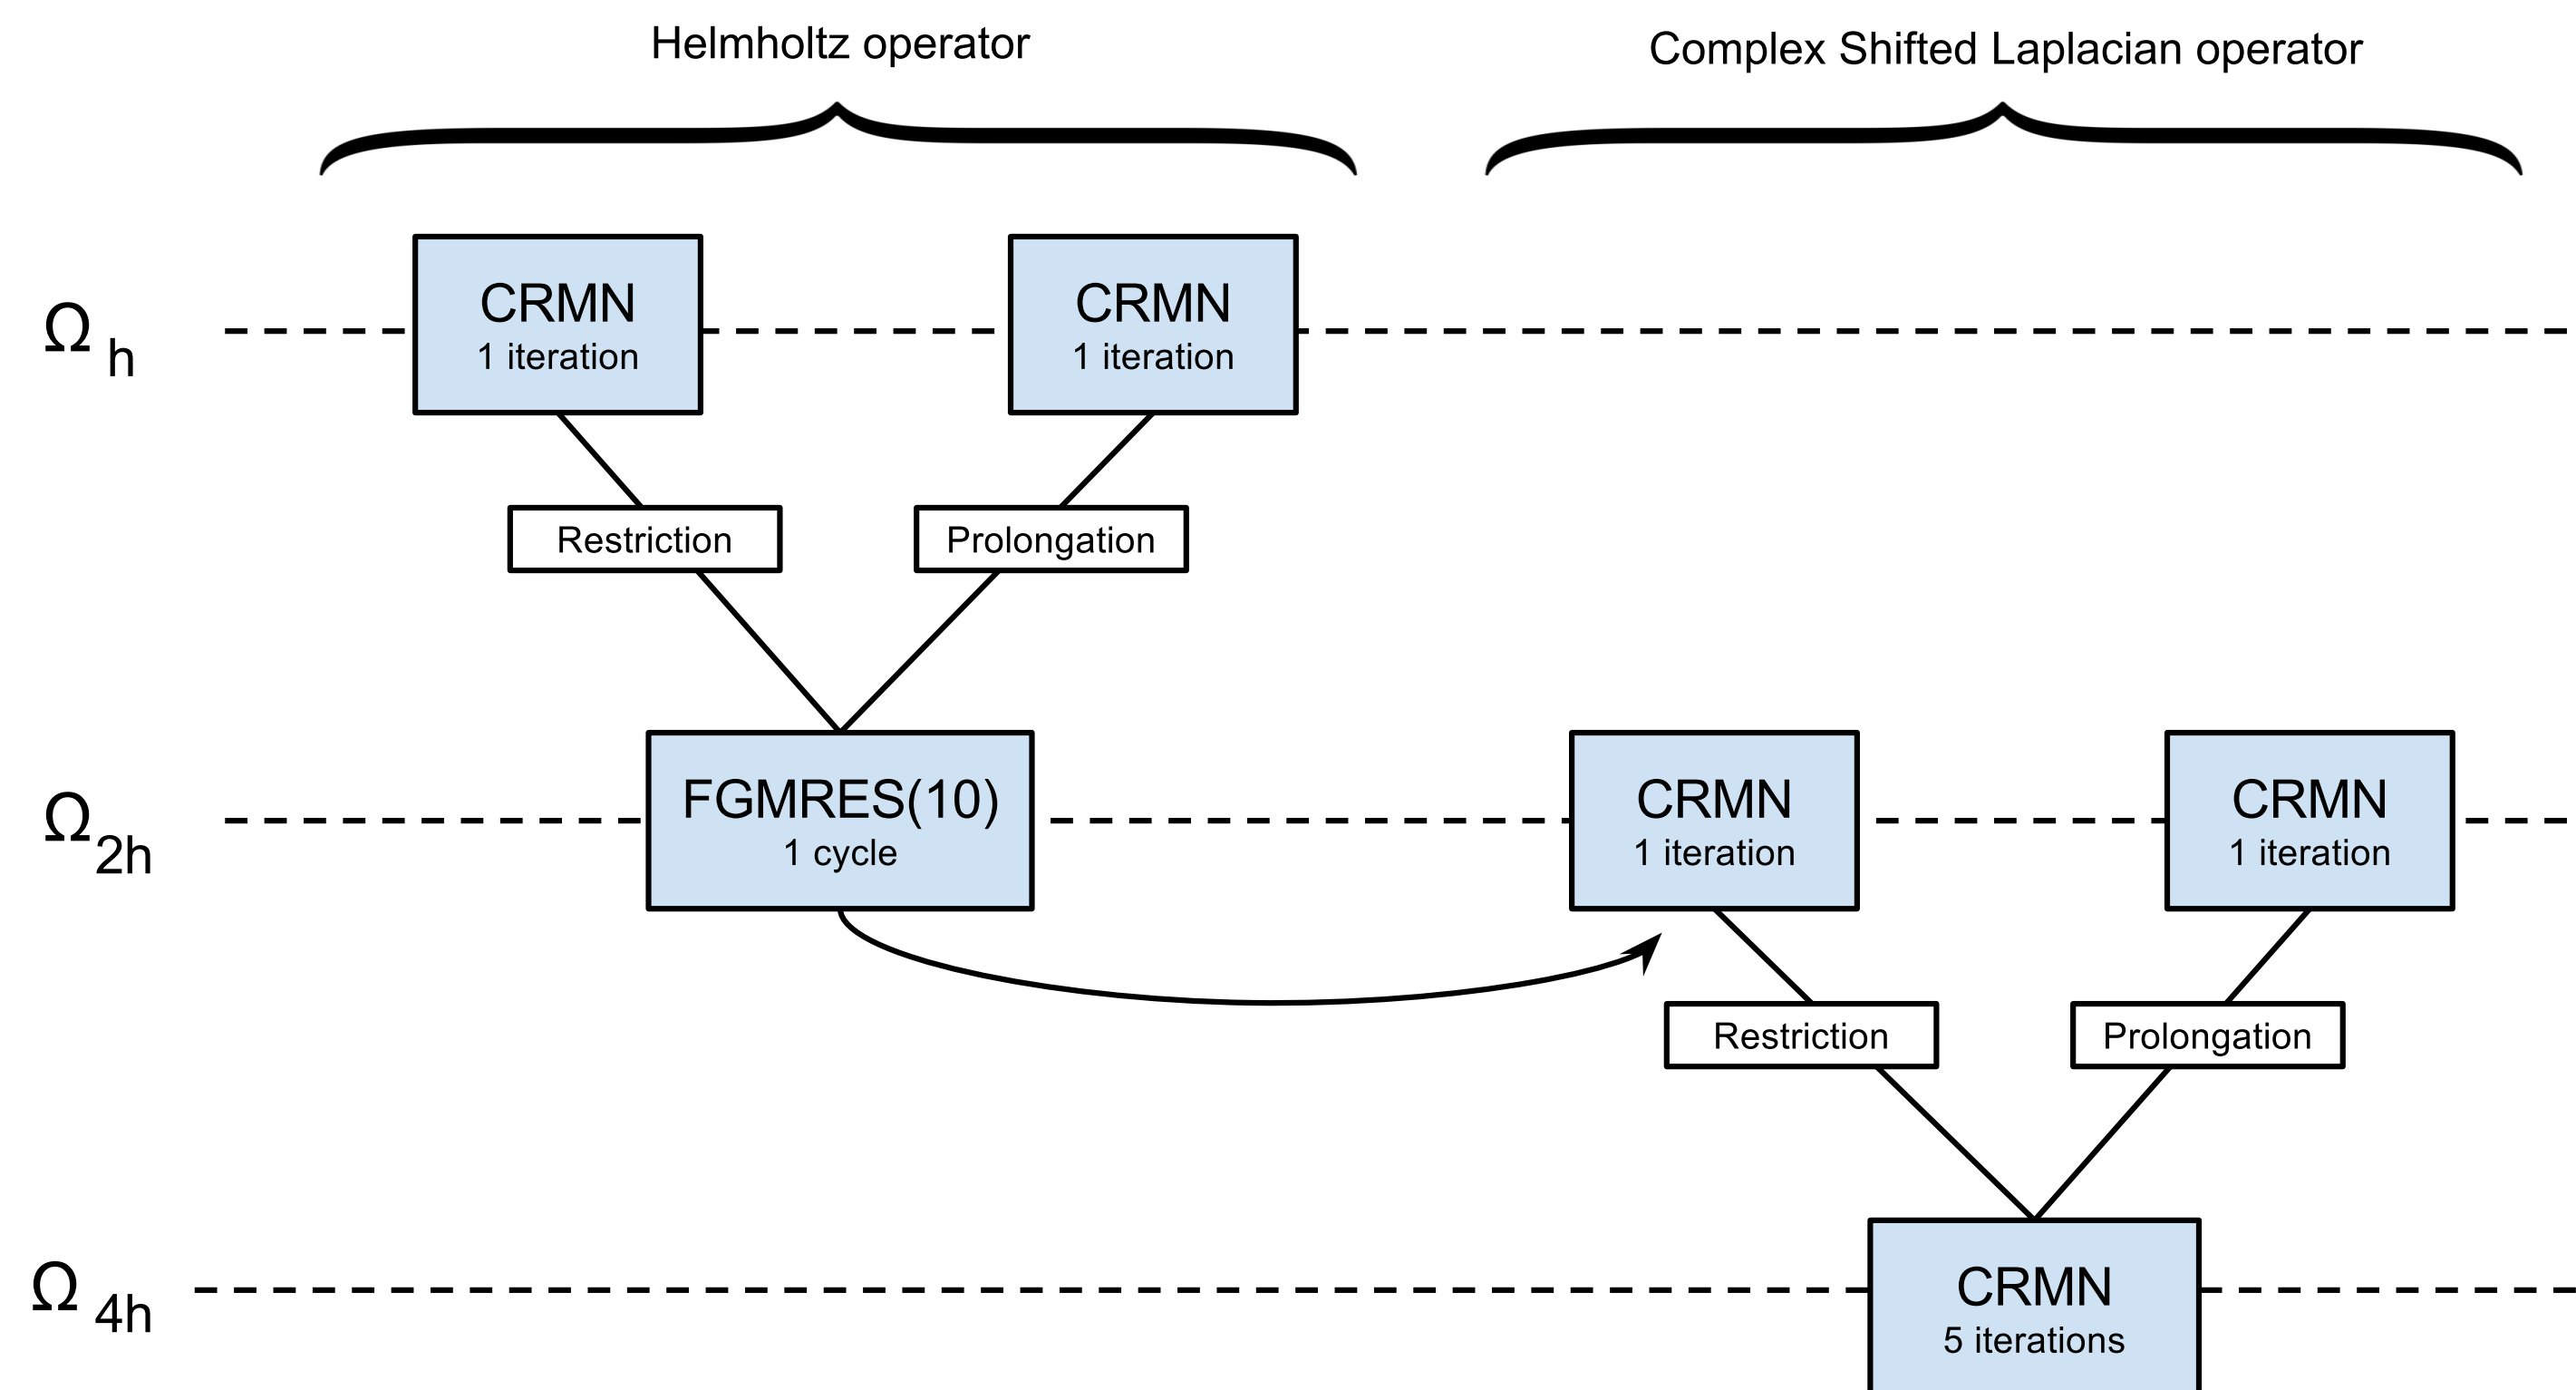 Helmholtz operator
Complex Shifted Laplacian operator
Ω h
CRMN
1 iteration
CRMN
1 iteration
Restriction
Prolongation
Ω 2h
FGMRES(10)
1 cycle
CRMN
1 iteration
CRMN
1 iteration
Restriction
Prolongation
Ω 4h
CRMN
5 iterations